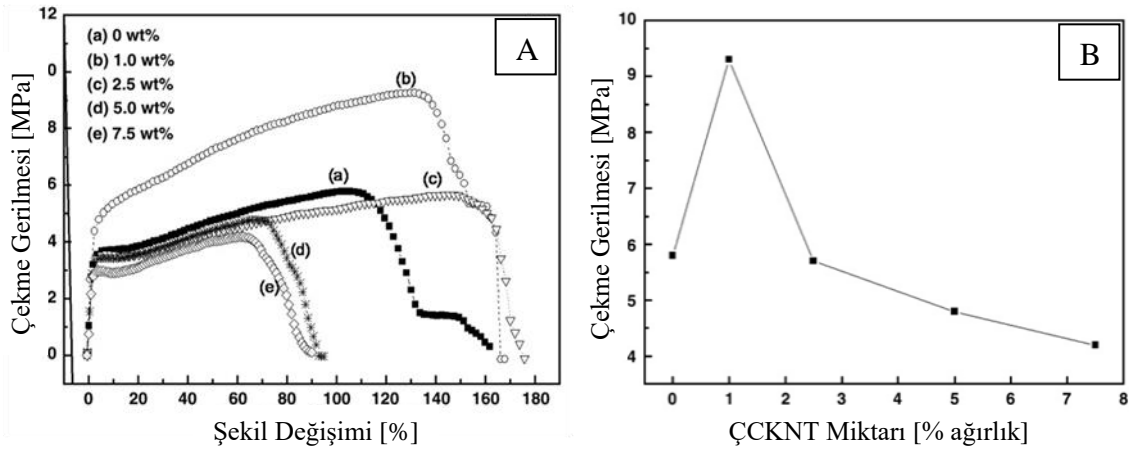 12
0
8
6
4
2
0
(a) 0 wt%
(b) 1.0 wt%
(c) 2.5 wt%
(d) 5.0 wt%
(e) 7.5 wt%
A
(b)
(a)
(c)
(d)
(e)
Çekme Gerilmesi [MPa]
0 20 40 60 80 100 120 140 160 180
Şekil Değişimi [%]
10
9
8
7
6
5
4
B
Çekme Gerilmesi [MPa]
0 1 2 3 4 5 6 7 8
ÇCKNT Miktarı [% ağırlık]